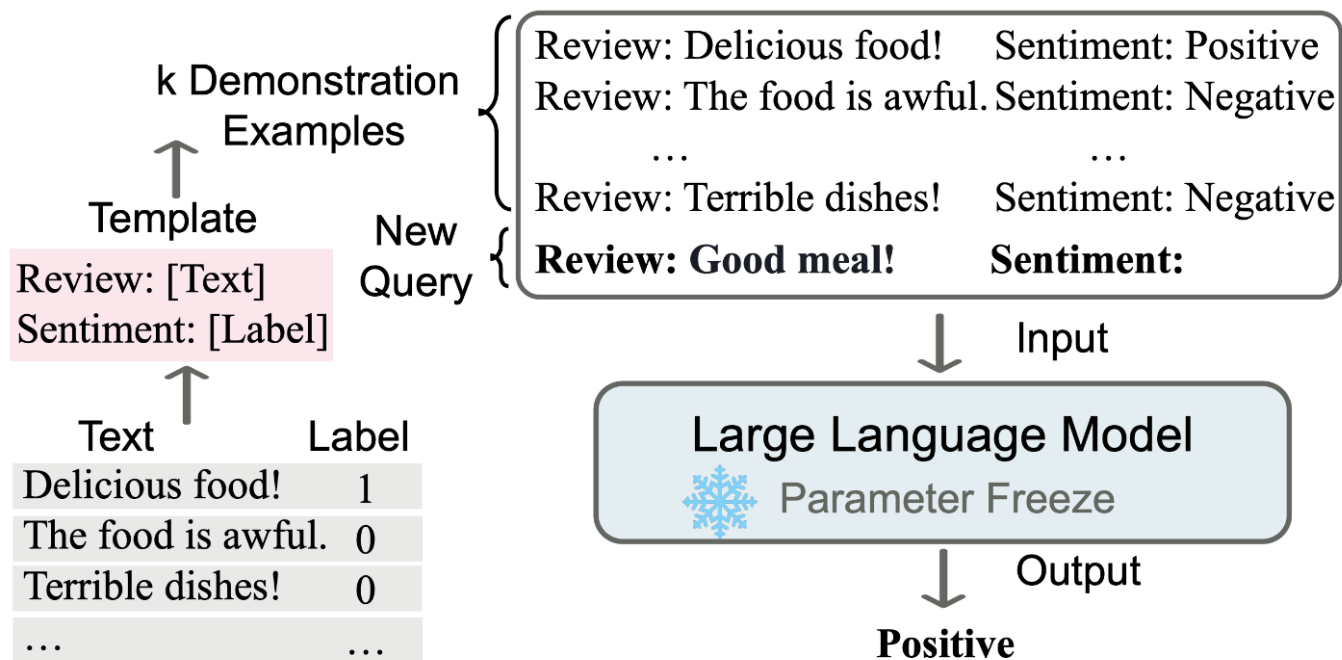 k Demonstration
Examples
Template
Review: [Text]
Sentiment: [Label]
Text Label
Delicious food! 1
The food is awful. 0
Terrible dishes! 0
... ...
Review: Delicious food! Sentiment: Positive
Review: The food is awful. Sentiment: Negative
... ...
Review: Terrible dishes! Sentiment: Negative
New
Query
Review: Good meal! Sentiment:
Input
Large Language Model
Parameter Freeze
Output
Positive